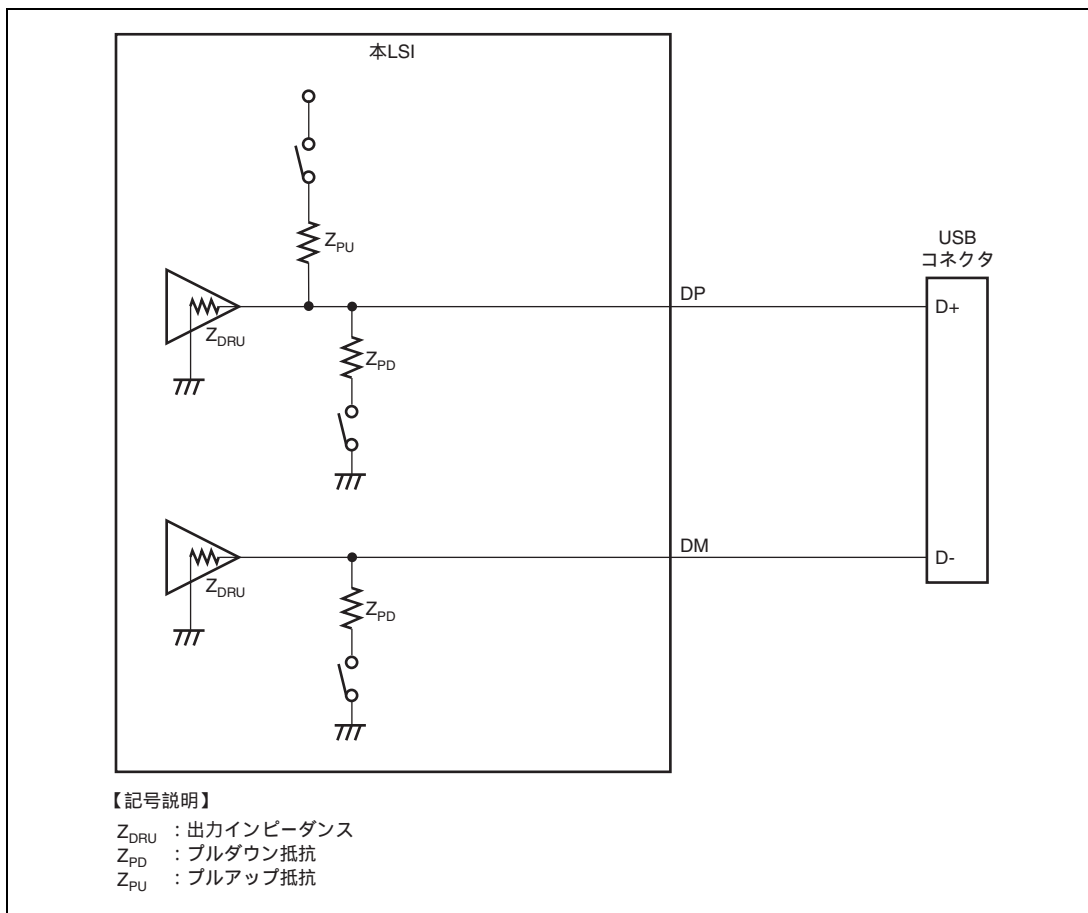 本LSI
Z_PU
USB
コネクタ
DP
D+
Z_DRU
Z_PD
DM
D-
Z_DRU
Z_PD
【記号説明】
Z_DRU :出力インピーダンス
Z_PD :プルダウン抵抗
Z_PU :プルアップ抵抗